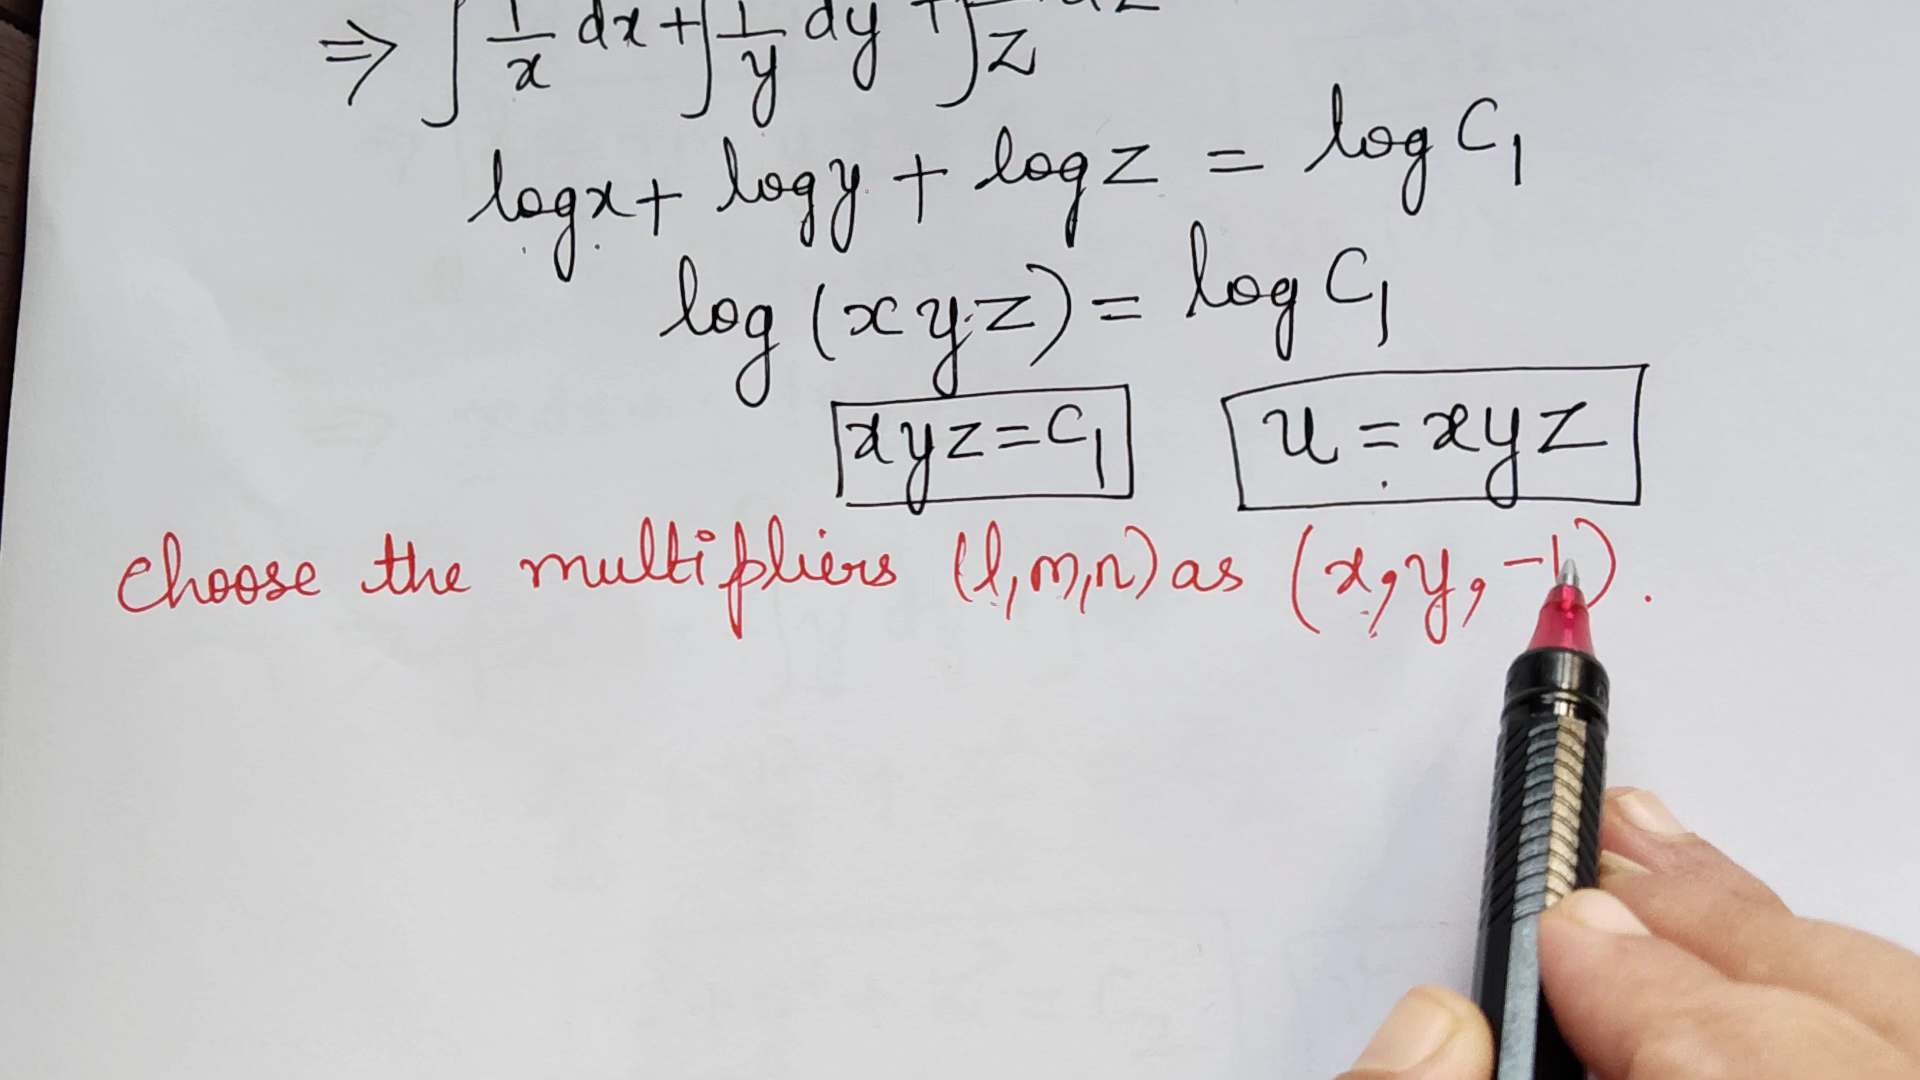 ⇒ ∫ 1/x dx + ∫ 1/y dy + ∫ /z dz
log x + log y + log z = log C₁
log (x y z) = log C₁
xyz = C₁ u = xyz
choose the multipliers (l, m, n) as (x, y, -1).